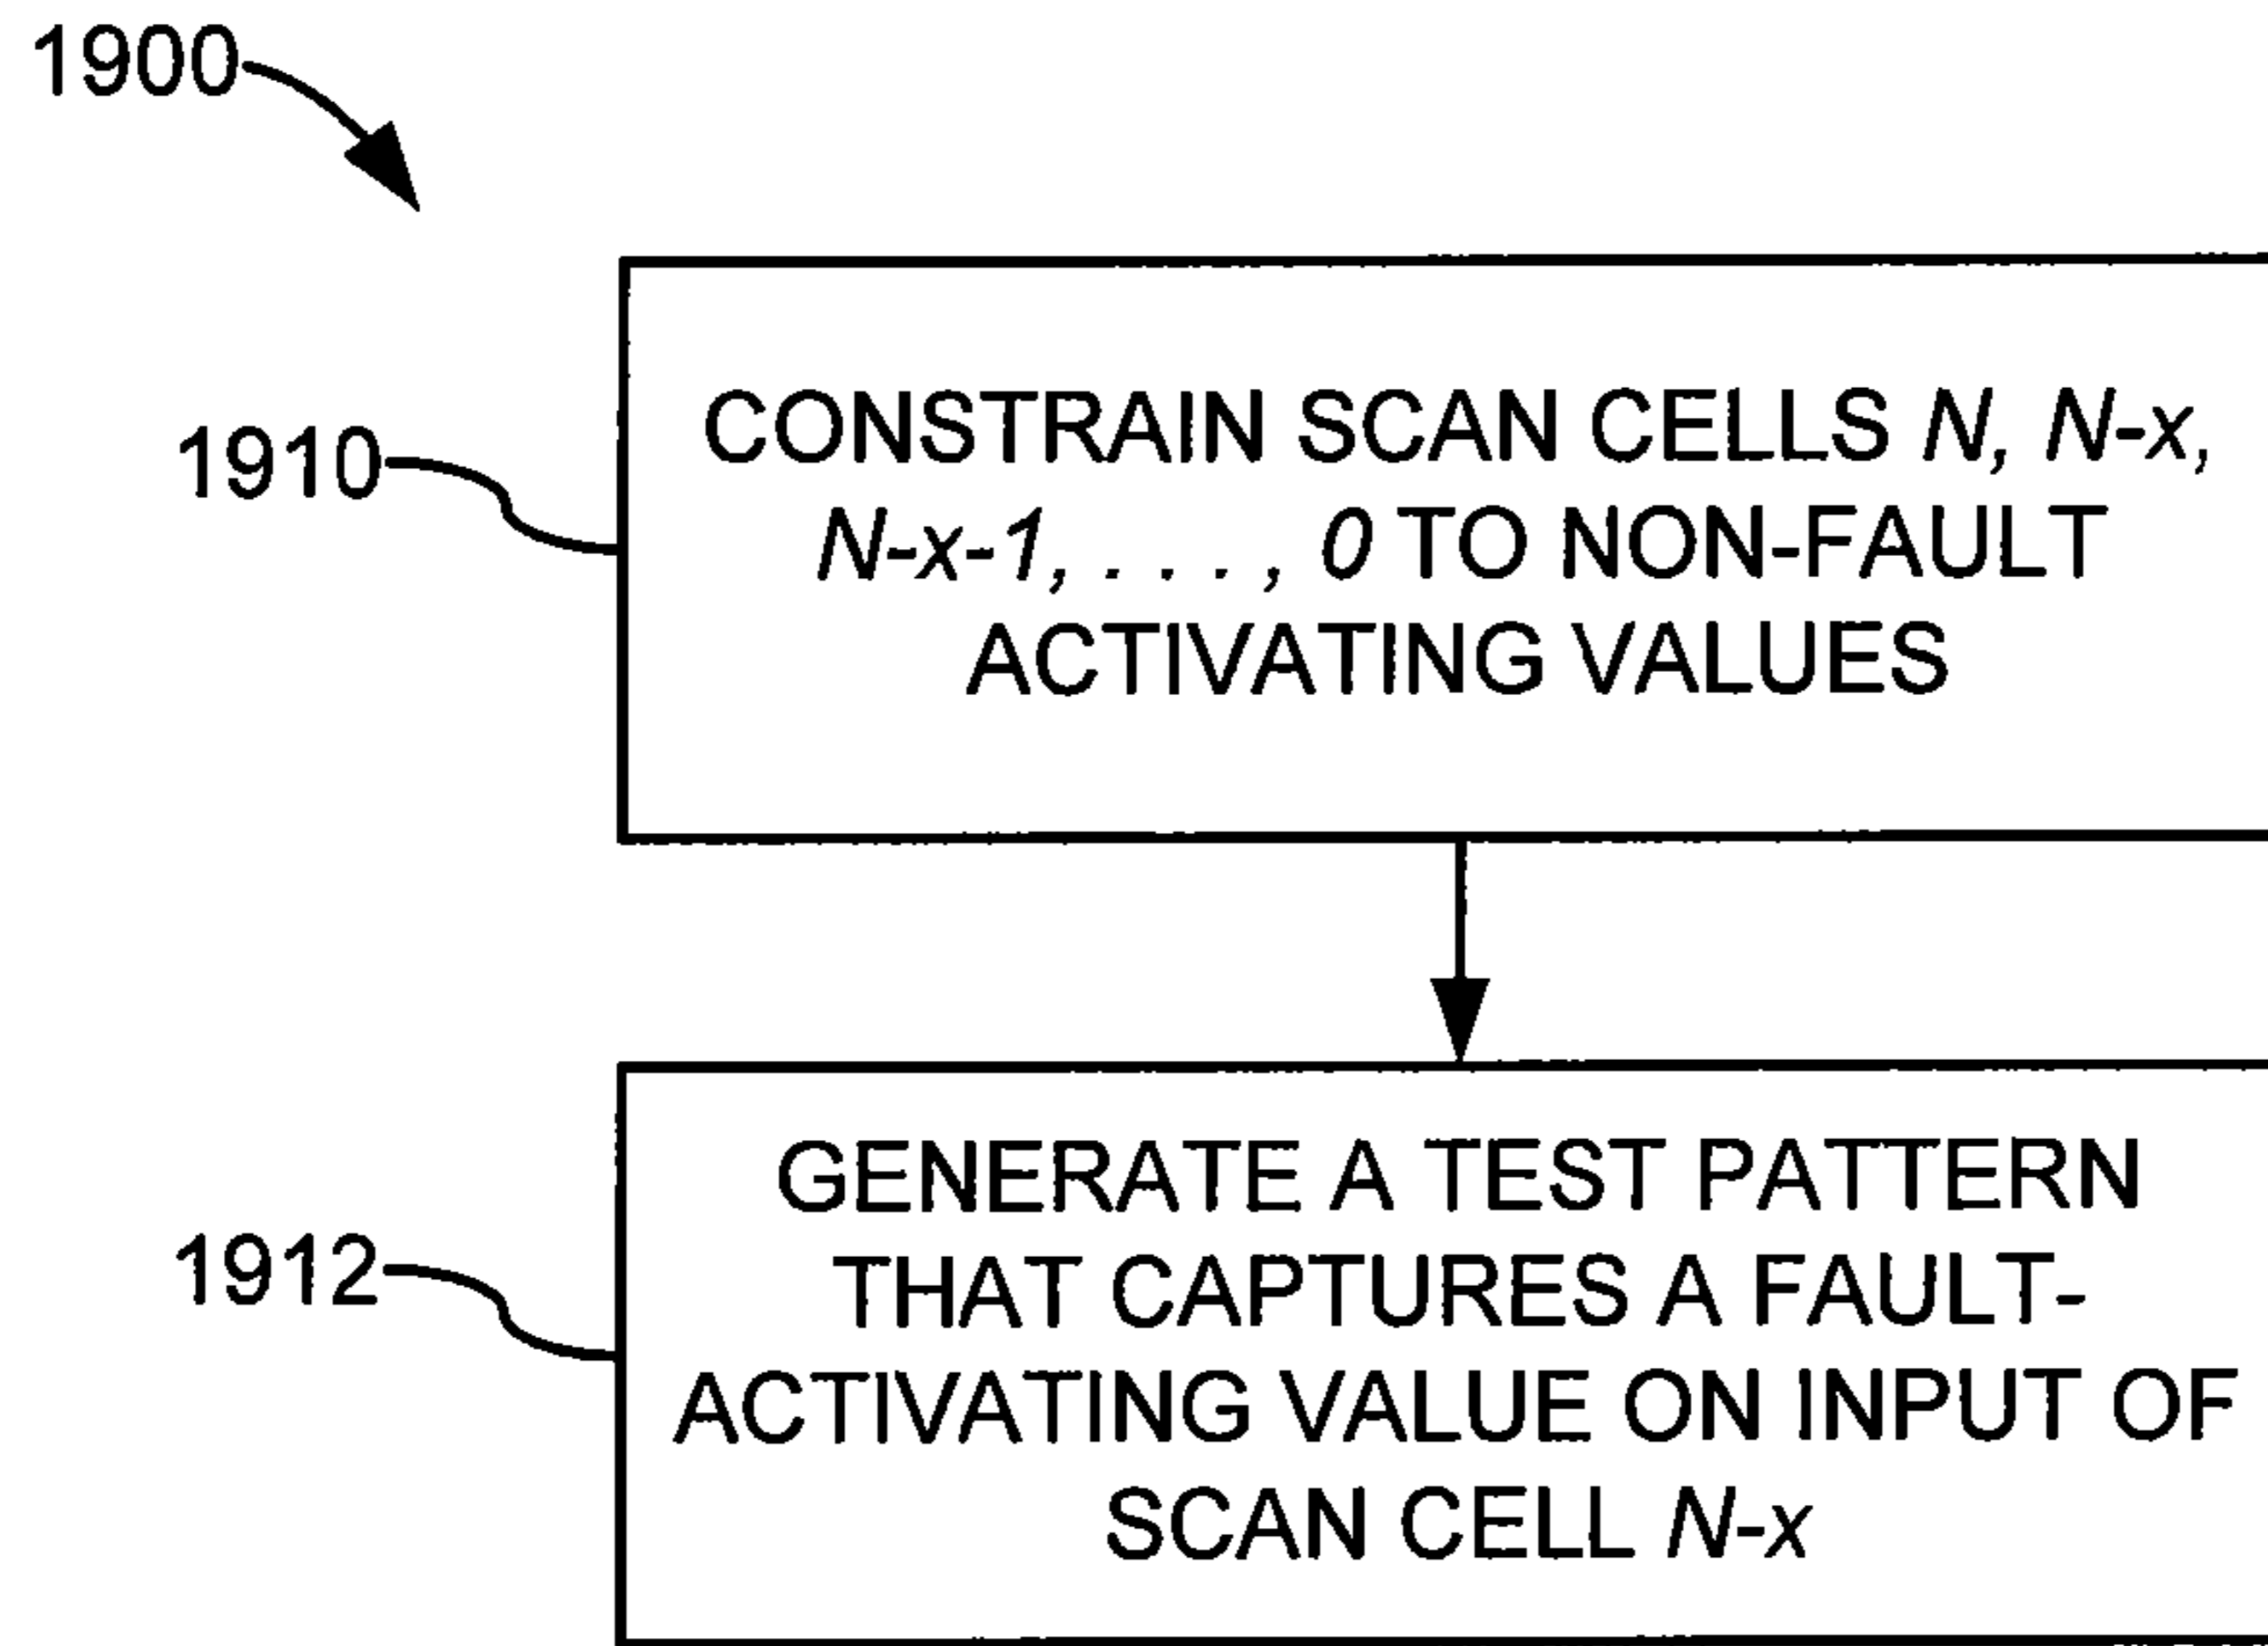 1900
1910
CONSTRAIN SCAN CELLS N, N-x,
N-x-1, . . . , 0 TO NON-FAULT
ACTIVATING VALUES
1912
GENERATE A TEST PATTERN
THAT CAPTURES A FAULT-
ACTIVATING VALUE ON INPUT OF
SCAN CELL N-x